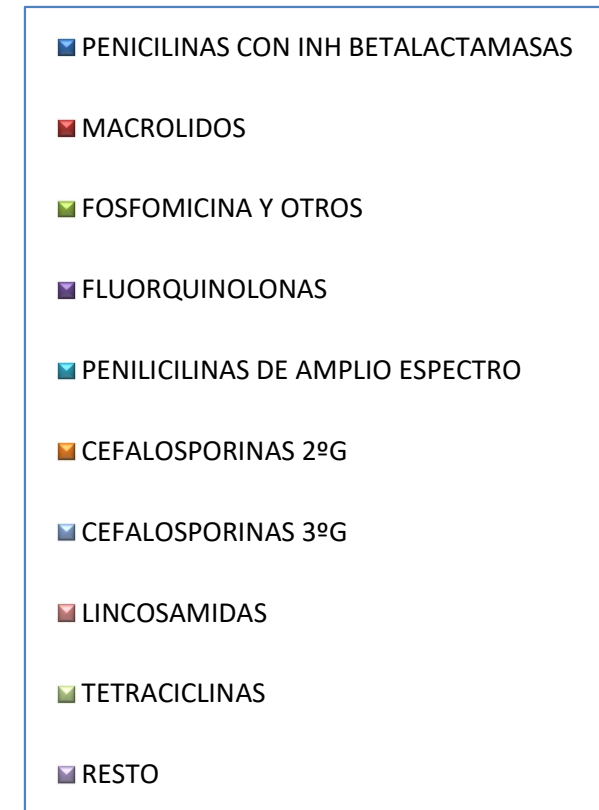 PENICILINAS CON INH BETALACTAMASAS
MACROLIDOS
FOSFOMICINA Y OTROS
FLUORQUINOLONAS
PENILICILINAS DE AMPLIO ESPECTRO
CEFALOSPORINAS 2ºG
CEFALOSPORINAS 3ºG
LINCOSAMIDAS
TETRACICLINAS
RESTO